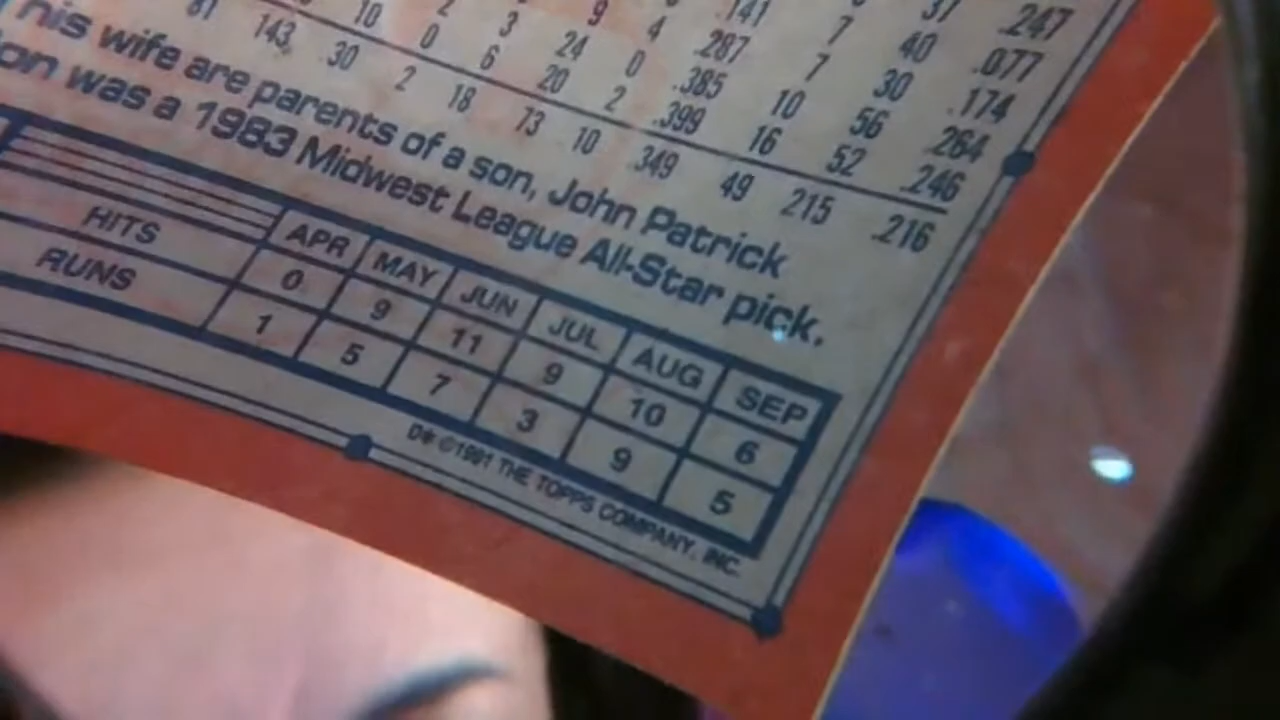 37 .247
.141 7 40 .077
9 4 .287 7 30 .174
2 3 24 0 .385 10 56 .264
10 0 6 20 2 .399 16 52 .246
81 143 30 2 18 73 10 .349 49 215 .216
his wife are parents of a son, John Patrick
on was a 1983 Midwest League All-Star pick.
APR MAY JUN JUL AUG SEP
HITS 0 9 11 9 10 6
RUNS 1 5 7 3 9 5
D* ©1991 THE TOPPS COMPANY, INC.